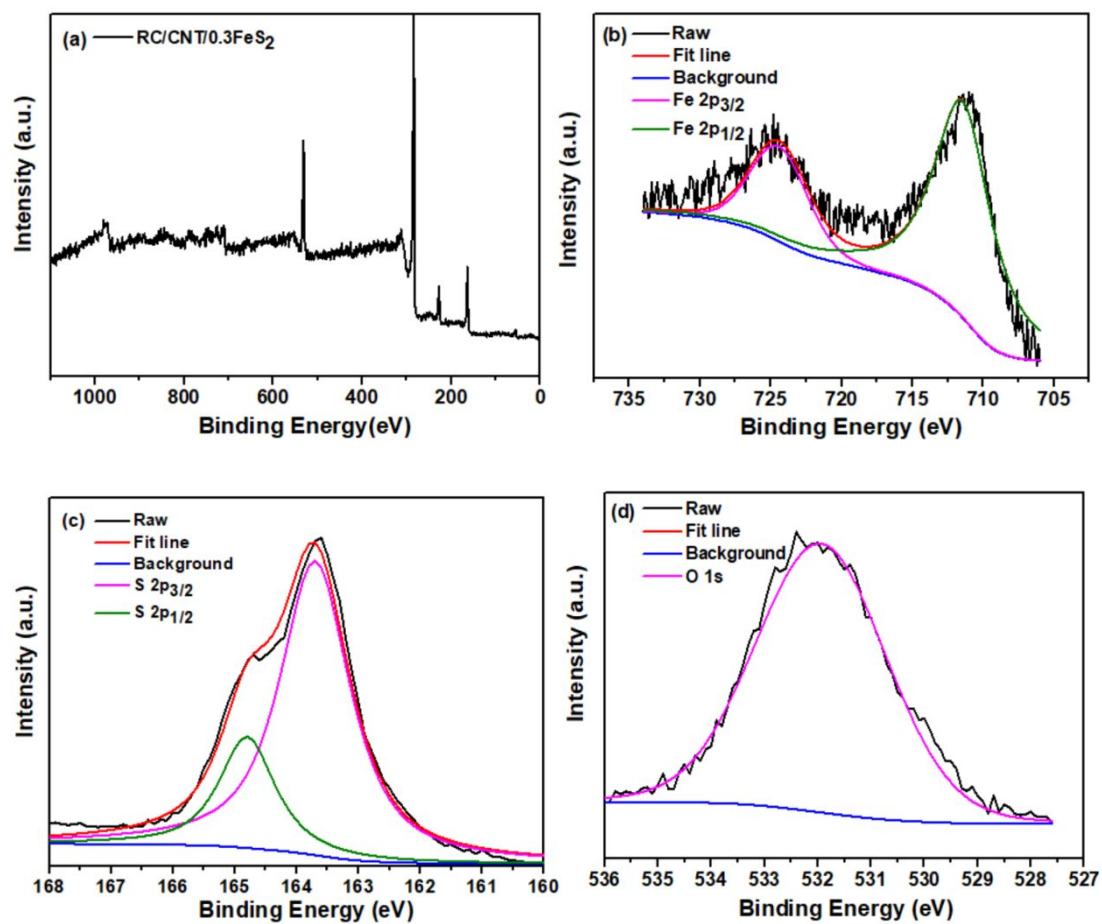 (a)
RC/CNT/0.3FeS2
Intensity (a.u.)
1000 800 600 400 200 0
Binding Energy(eV)
(b)
Raw
Fit line
Background
Fe 2p3/2
Fe 2p1/2
Intensity (a.u.)
735 730 725 720 715 710 705
Binding Energy (eV)
(c)
Raw
Fit line
Background
S 2p3/2
S 2p1/2
Intensity (a.u.)
168 167 166 165 164 163 162 161 160
Binding Energy (eV)
(d)
Raw
Fit line
Background
O 1s
Intensity (a.u.)
536 535 534 533 532 531 530 529 528 527
Binding Energy (eV)